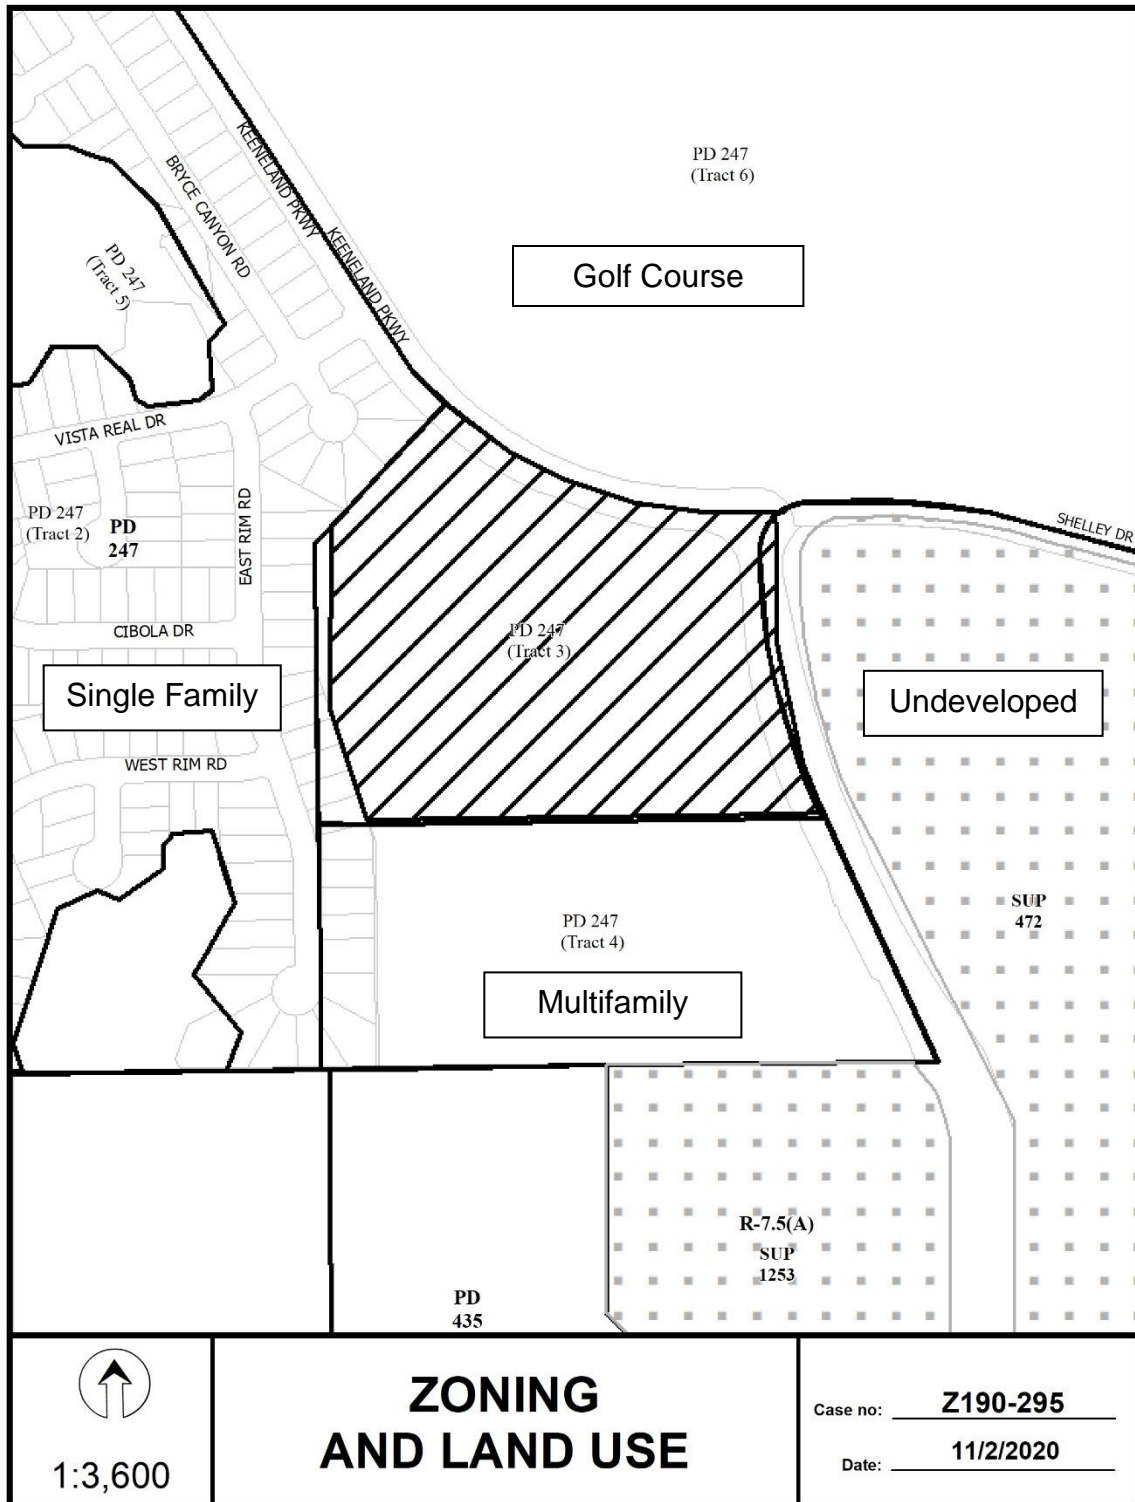 PD 247
(Tract 6)
KEENELAND PKWY
KEENELAND PKWY
BRYCE CANYON RD
PD 247
(Tract 5)
Golf Course
VISTA REAL DR
PD 247
(Tract 2)
PD
247
EAST RIM RD
SHELLEY DR
CIBOLA DR
PD 247
(Tract 3)
Single Family
Undeveloped
WEST RIM RD
SUP
472
PD 247
(Tract 4)
Multifamily
R-7.5(A)
SUP
1253
PD
435
1:3,600
ZONING
AND LAND USE
Case no: Z190-295
Date: 11/2/2020